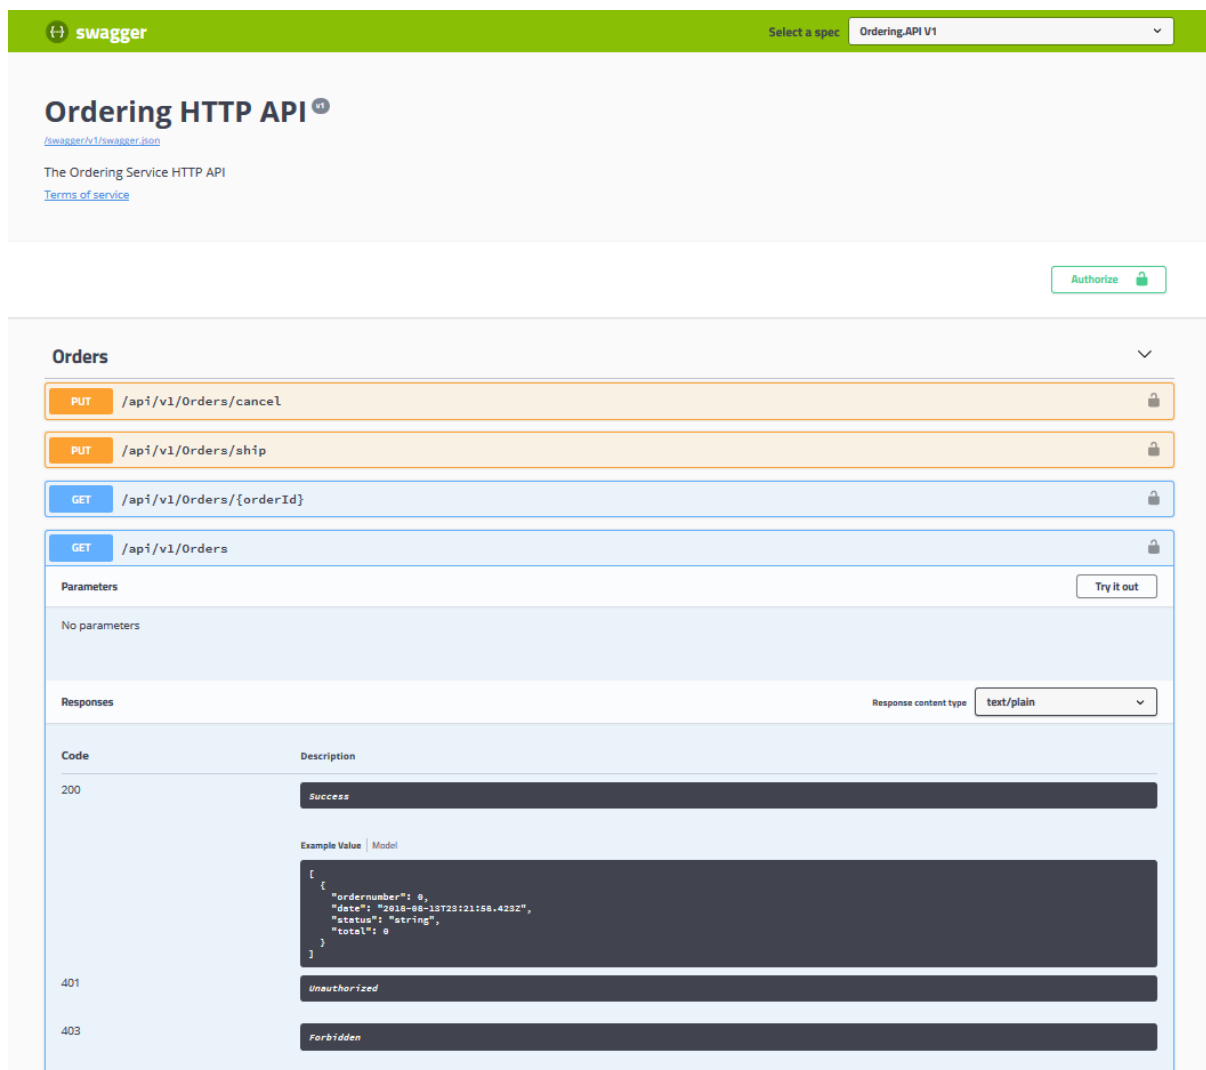 {-} swagger
Select a spec
Ordering.API V1
Ordering HTTP API v1
/swagger/v1/swagger.json
The Ordering Service HTTP API
Terms of service
Authorize
Orders
PUT /api/v1/Orders/cancel
PUT /api/v1/Orders/ship
GET /api/v1/Orders/{orderId}
GET /api/v1/Orders
Parameters
Try it out
No parameters
Responses
Response content type
text/plain
Code
Description
200
Success
Example Value | Model
[
{
"ordernumber": 0,
"date": "2018-08-13T23:21:58.423Z",
"status": "string",
"total": 0
}
]
401
Unauthorized
403
Forbidden